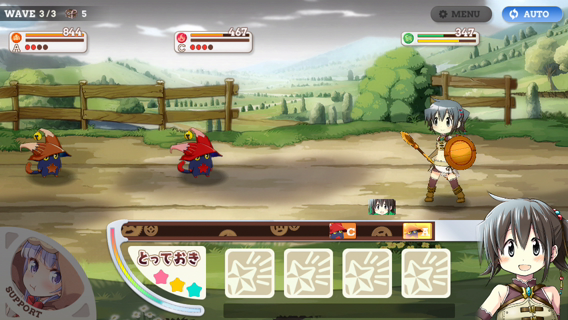 WAVE 3/3 5
MENU
AUTO
844
A
467
C
347
C
A
とっておき
SUPPORT